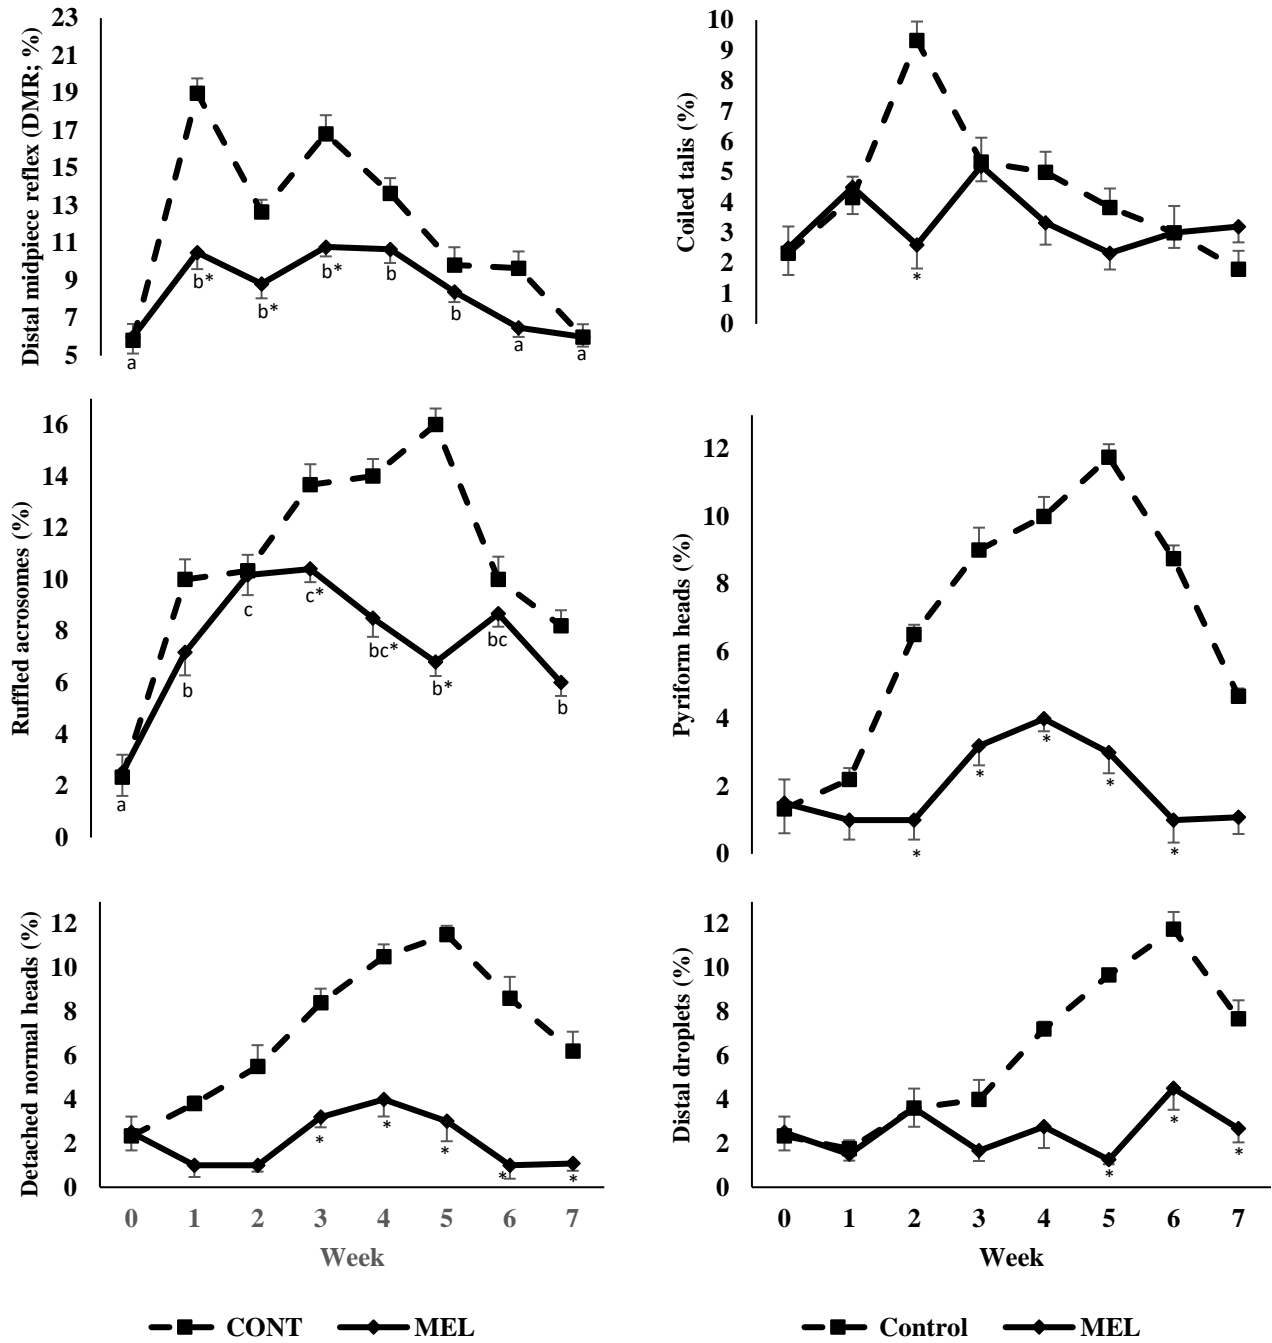 Distal midpiece reflex (DMR; %)
23
21
19
17
15
13
11
9
7
5
a
b*
b*
b*
b
b
a
a
Coiled talis (%)
10
9
8
7
6
5
4
3
2
1
0
*
Ruffled acrosomes (%)
16
14
12
10
8
6
4
2
0
a
b
c
c*
bc*
b*
bc
b
Pyriform heads (%)
12
10
8
6
4
2
0
*
*
*
*
*
Detached normal heads (%)
12
10
8
6
4
2
0
*
*
*
*
*
0 1 2 3 4 5 6 7
Week
Distal droplets (%)
12
10
8
6
4
2
0
*
*
*
0 1 2 3 4 5 6 7
Week
CONT MEL
Control MEL